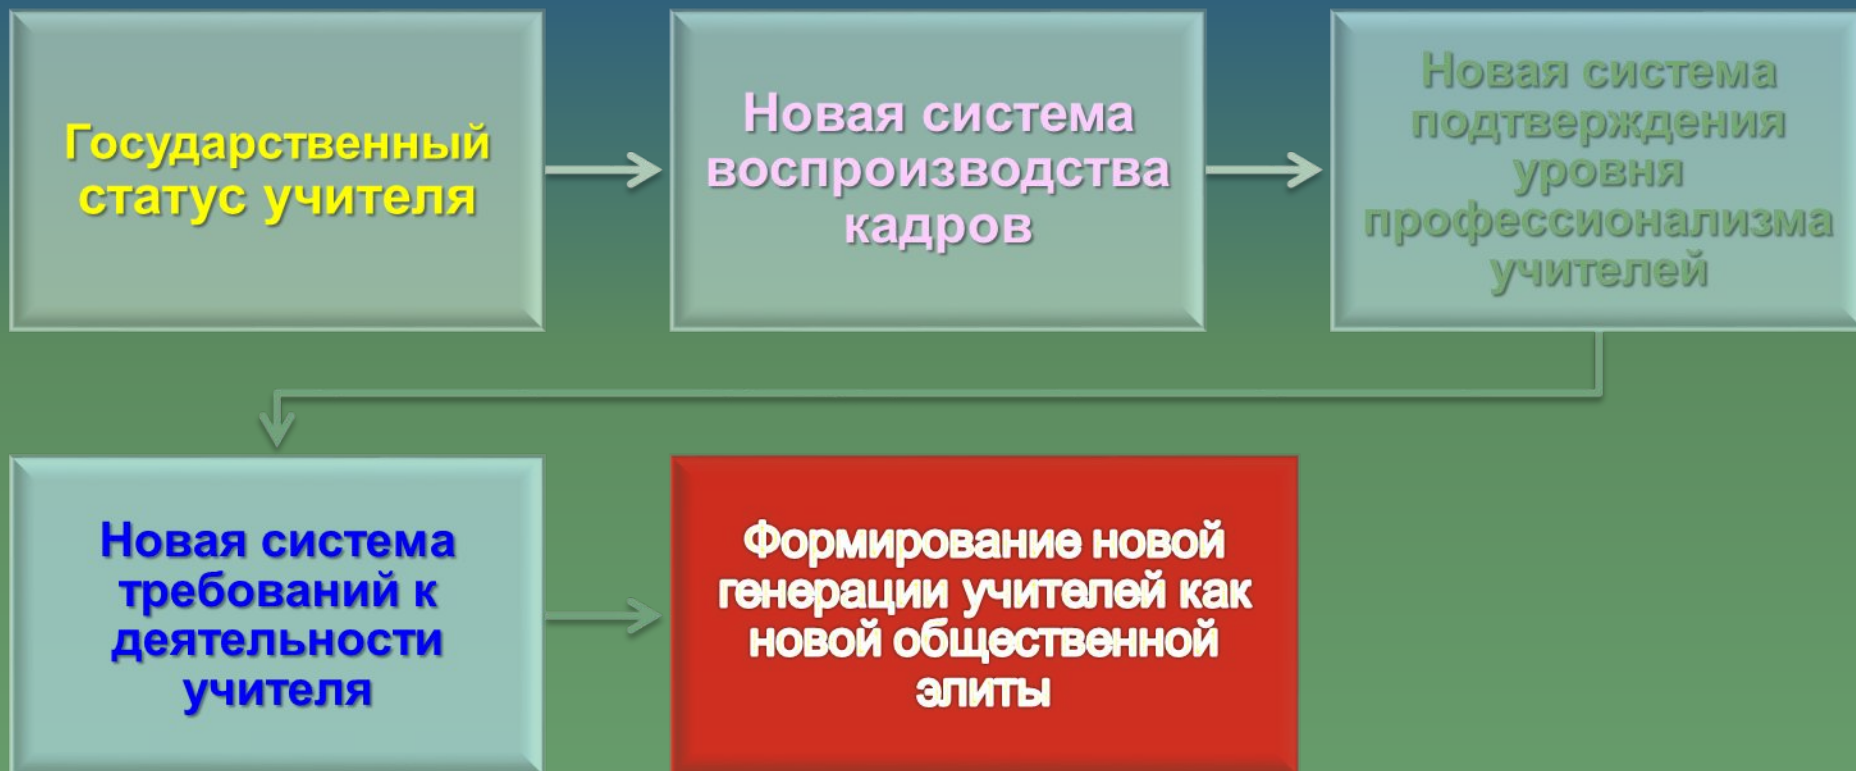 Государственный
статус учителя
Новая система
воспроизводства
кадров
Новая система
подтверждения
уровня
профессионализма
учителей
Новая система
требований к
деятельности
учителя
Формирование новой
генерации учителей как
новой общественной
элиты